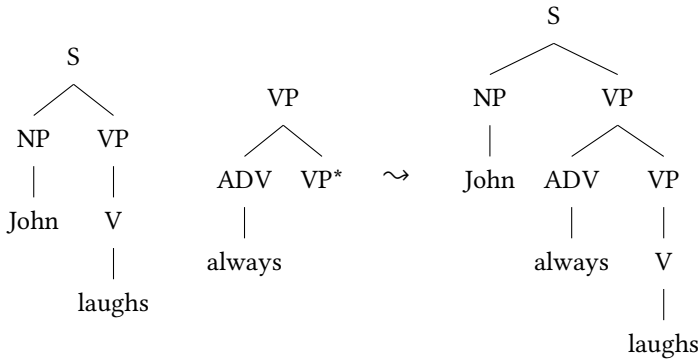 S
S
NP VP
VP
NP VP
ADV VP* ⤳ John ADV VP
John V
always always V
laughs
laughs